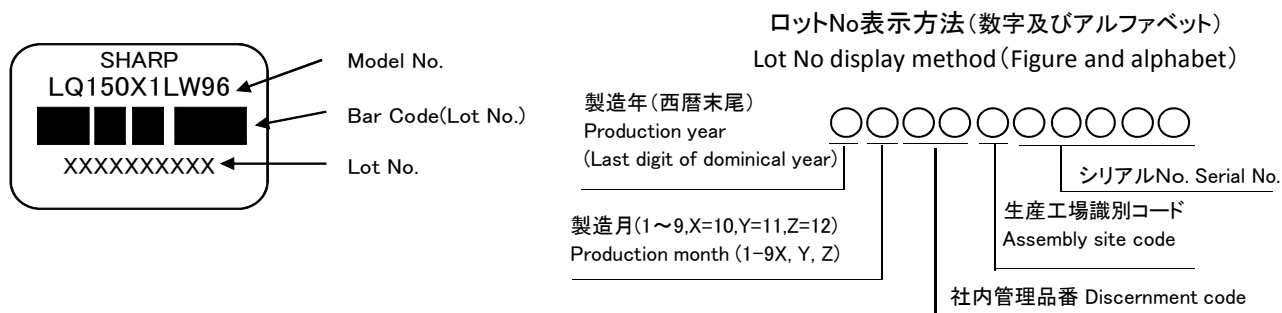 SHARP
LQ150X1LW96
XXXXXXXXXX
Model No.
Bar Code(Lot No.)
Lot No.
ロットNo表示方法(数字及びアルファベット)
Lot No display method(Figure and alphabet)
製造年(西暦末尾)
Production year
(Last digit of dominical year)
○○○○○○○○○○
シリアルNo. Serial No.
製造月(1～9,X=10,Y=11,Z=12)
Production month (1-9X, Y, Z)
生産工場識別コード
Assembly site code
社内管理品番 Discernment code